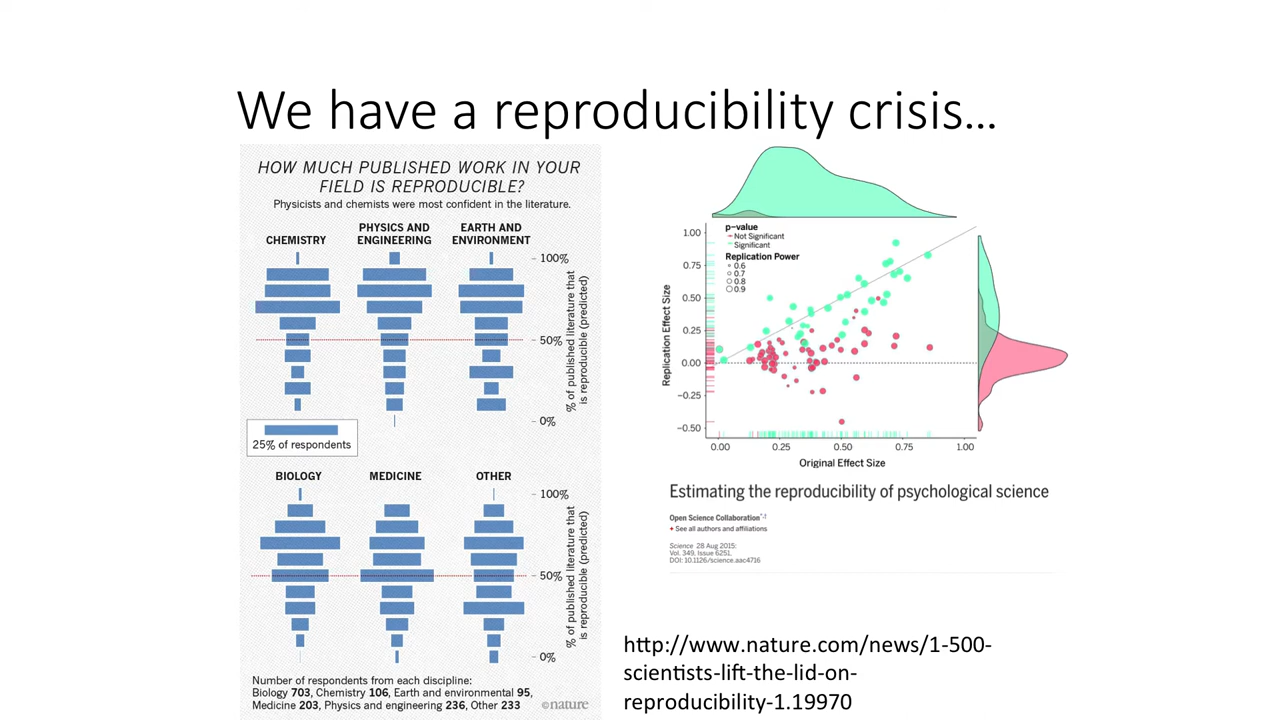 We have a reproducibility crisis...
HOW MUCH PUBLISHED WORK IN YOUR
FIELD IS REPRODUCIBLE?
Physicists and chemists were most confident in the literature.
CHEMISTRY
PHYSICS AND
ENGINEERING
EARTH AND
ENVIRONMENT
100%
50%
0%
% of published literature that
is reproducible (predicted)
25% of respondents
BIOLOGY
MEDICINE
OTHER
100%
50%
0%
% of published literature that
is reproducible (predicted)
Number of respondents from each discipline:
Biology 703, Chemistry 106, Earth and environmental 95,
Medicine 203, Physics and engineering 236, Other 233
©nature
p-value
Not Significant
Significant
Replication Power
0.6
0.7
0.8
0.9
1.00
0.75
0.50
0.25
0.00
−0.25
−0.50
Replication Effect Size
0.00 0.25 0.50 0.75 1.00
Original Effect Size
Estimating the reproducibility of psychological science
Open Science Collaboration*,†
+ See all authors and affiliations
Science 28 Aug 2015:
Vol. 349, Issue 6251,
DOI: 10.1126/science.aac4716
http://www.nature.com/news/1-500-
scientists-lift-the-lid-on-
reproducibility-1.19970